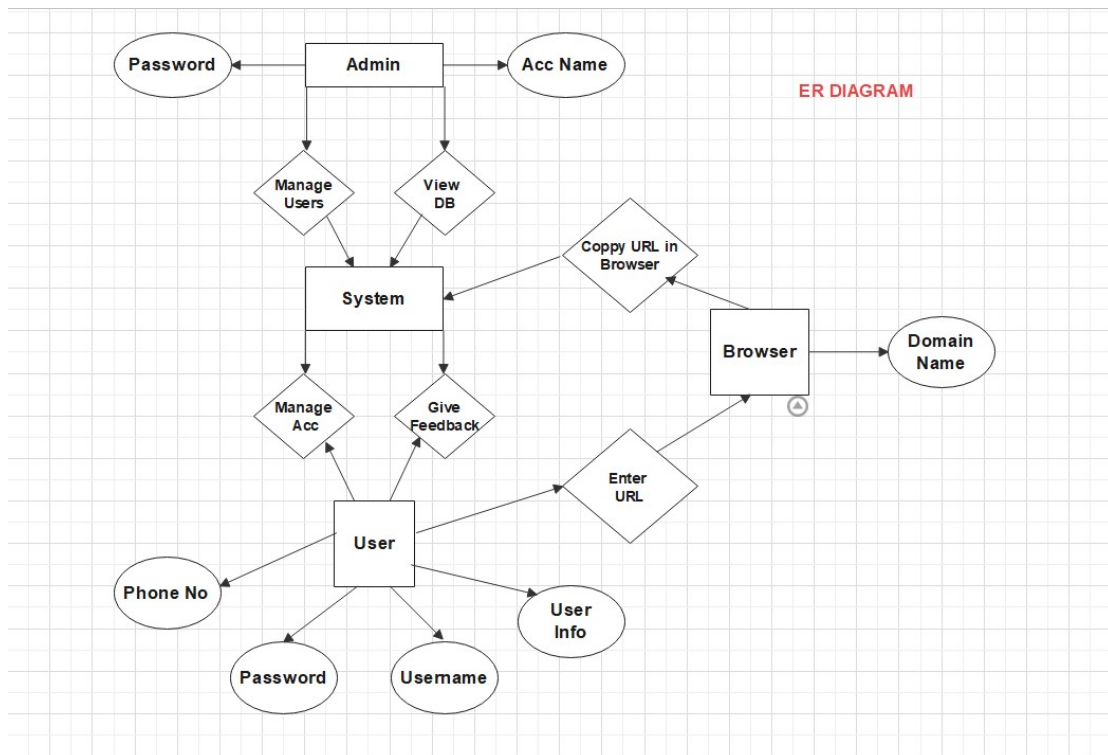 Password
Admin
Acc Name
ER DIAGRAM
Manage
Users
View
DB
Coppy URL in
Browser
System
Browser
Domain
Name
Manage
Acc
Give
Feedback
Enter
URL
User
Phone No
User
Info
Password
Username